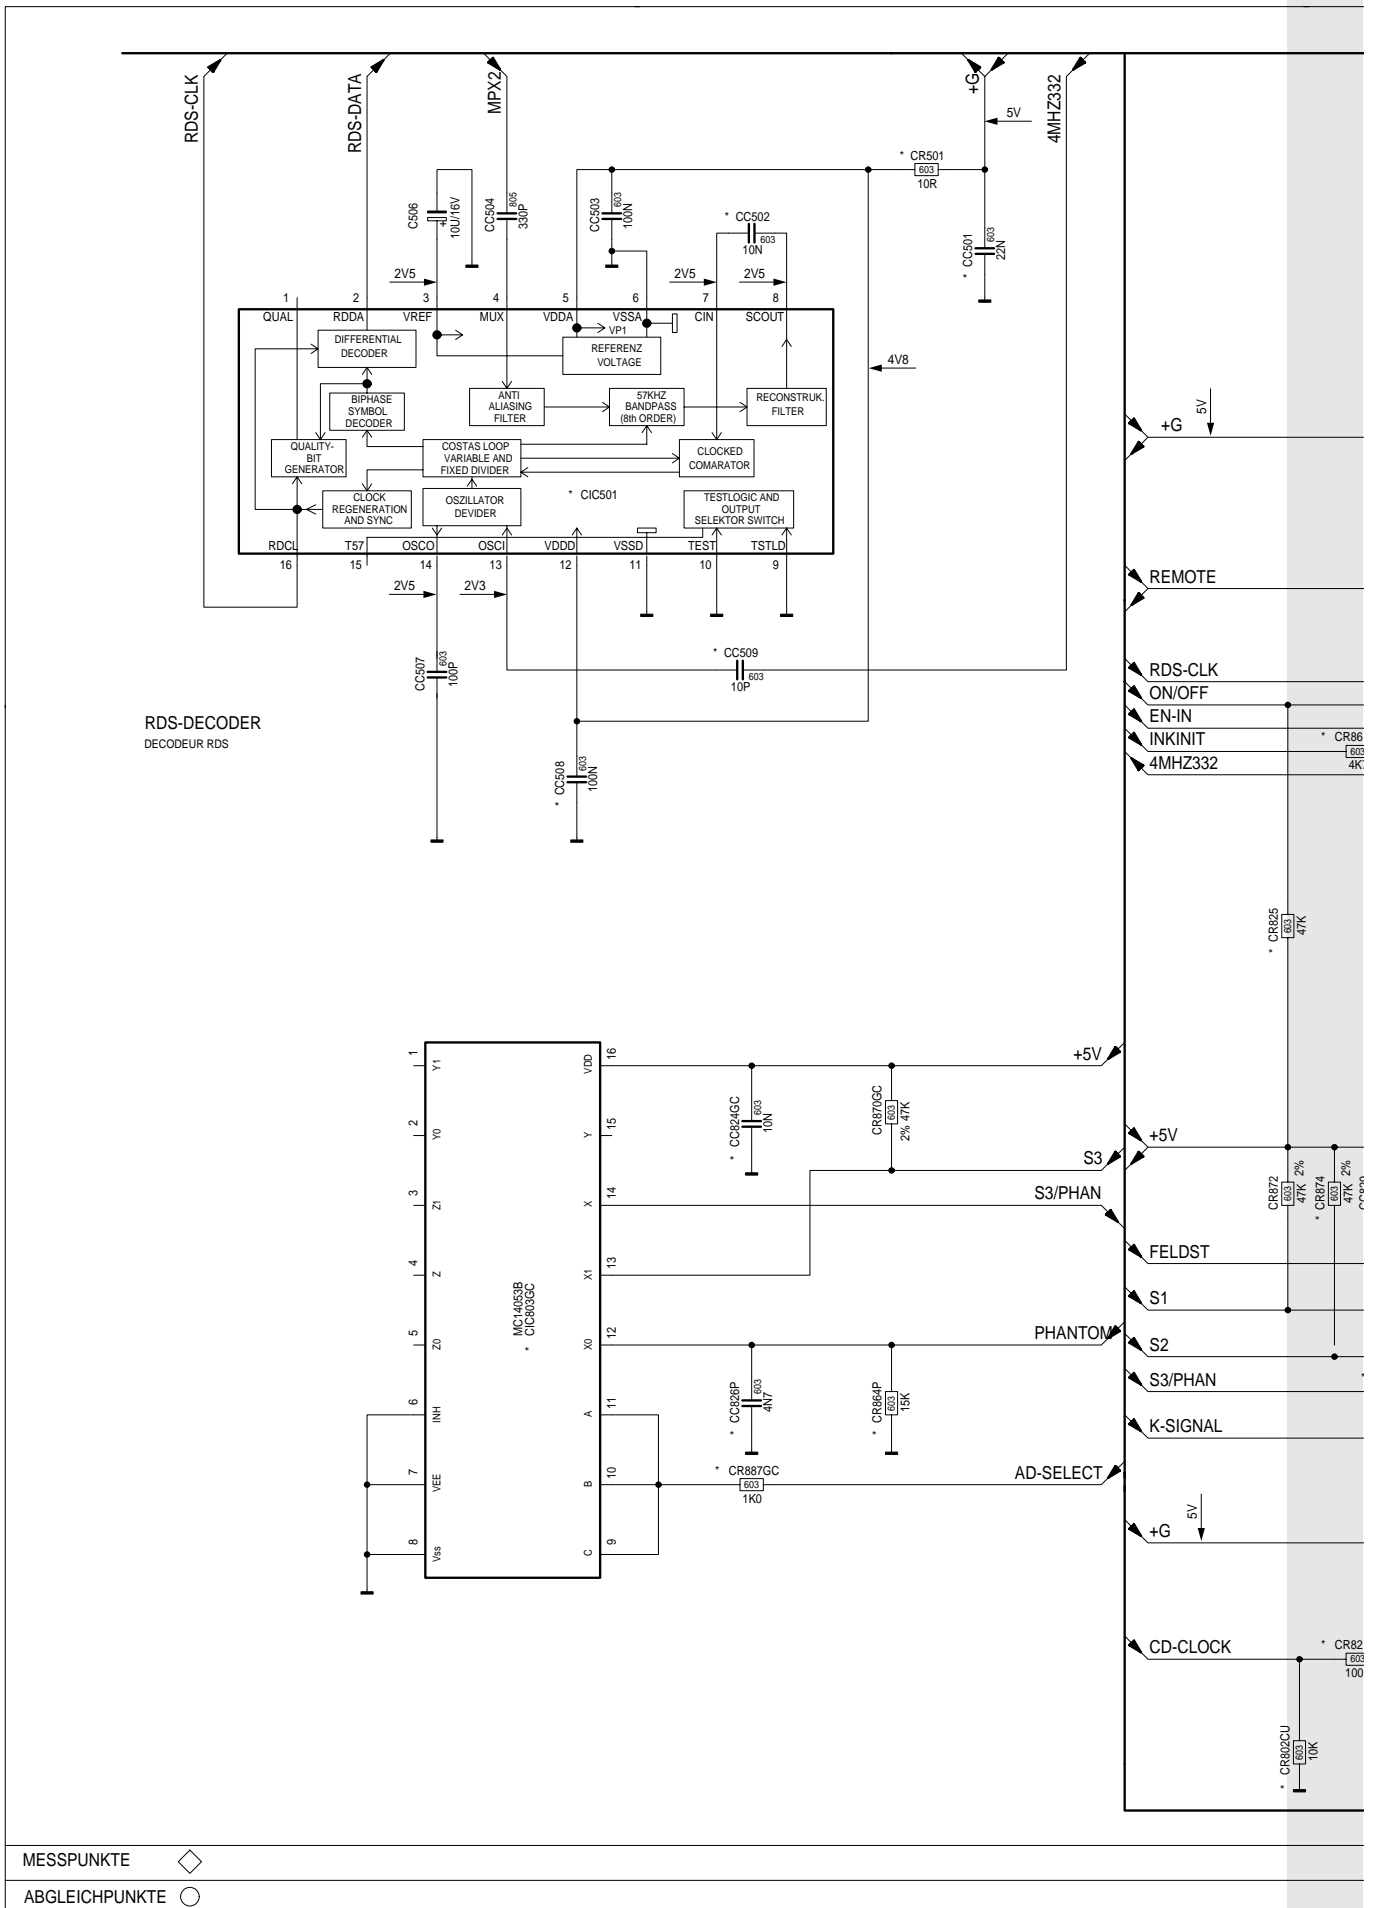 RDS-CLK
RDS-DATA
MPX2
+G
4MHZ332
5V
* CR501
603
10R
C506
10U/16V
+
CC504
805
330P
CC503
603
100N
* CC502
603
10N
* CC501
603
22N
2V5
2V5
2V5
1
2
3
4
5
6
7
8
QUAL
RDDA
VREF
MUX
VDDA
VSSA
CIN
SCOUT
VP1
DIFFERENTIAL
DECODER
REFERENZ
VOLTAGE
4V8
BIPHASE
SYMBOL
DECODER
ANTI
ALIASING
FILTER
57KHZ
BANDPASS
(8th ORDER)
RECONSTRUK.
FILTER
QUALITY-
BIT
GENERATOR
COSTAS LOOP
VARIABLE AND
FIXED DIVIDER
CLOCKED
COMARATOR
CLOCK
REGENERATION
AND SYNC
OSZILLATOR
DEVIDER
* CIC501
TESTLOGIC AND
OUTPUT
SELEKTOR SWITCH
RDCL
T57
OSCO
OSCI
VDDD
VSSD
TEST
TSTLD
16
15
14
13
12
11
10
9
2V5
2V3
CC507
603
100P
* CC509
603
10P
* CC508
603
100N
RDS-DECODER
DECODEUR RDS
+G
5V
REMOTE
RDS-CLK
ON/OFF
EN-IN
INKINIT
4MHZ332
* CR86
603
4K
* CR825
603
47K
1
2
3
4
5
6
7
8
Y1
Y0
Z1
Z
Z0
INH
VEE
Vss
MC14053B
* CIC803GC
VDD
Y
X
X1
X0
A
B
C
16
15
14
13
12
11
10
9
* CC824GC
603
10N
CR870GC
603
2% 47K
+5V
S3
S3/PHAN
PHANTOM
AD-SELECT
* CC826P
603
4N7
* CR864P
603
15K
* CR887GC
603
1K0
+5V
CR872
603
47K 2%
* CR874
603
47K 2%
FELDST
S1
S2
S3/PHAN
*
K-SIGNAL
+G
5V
CD-CLOCK
* CR82
603
100
* CR802CU
603
10K
MESSPUNKTE
ABGLEICHPUNKTE